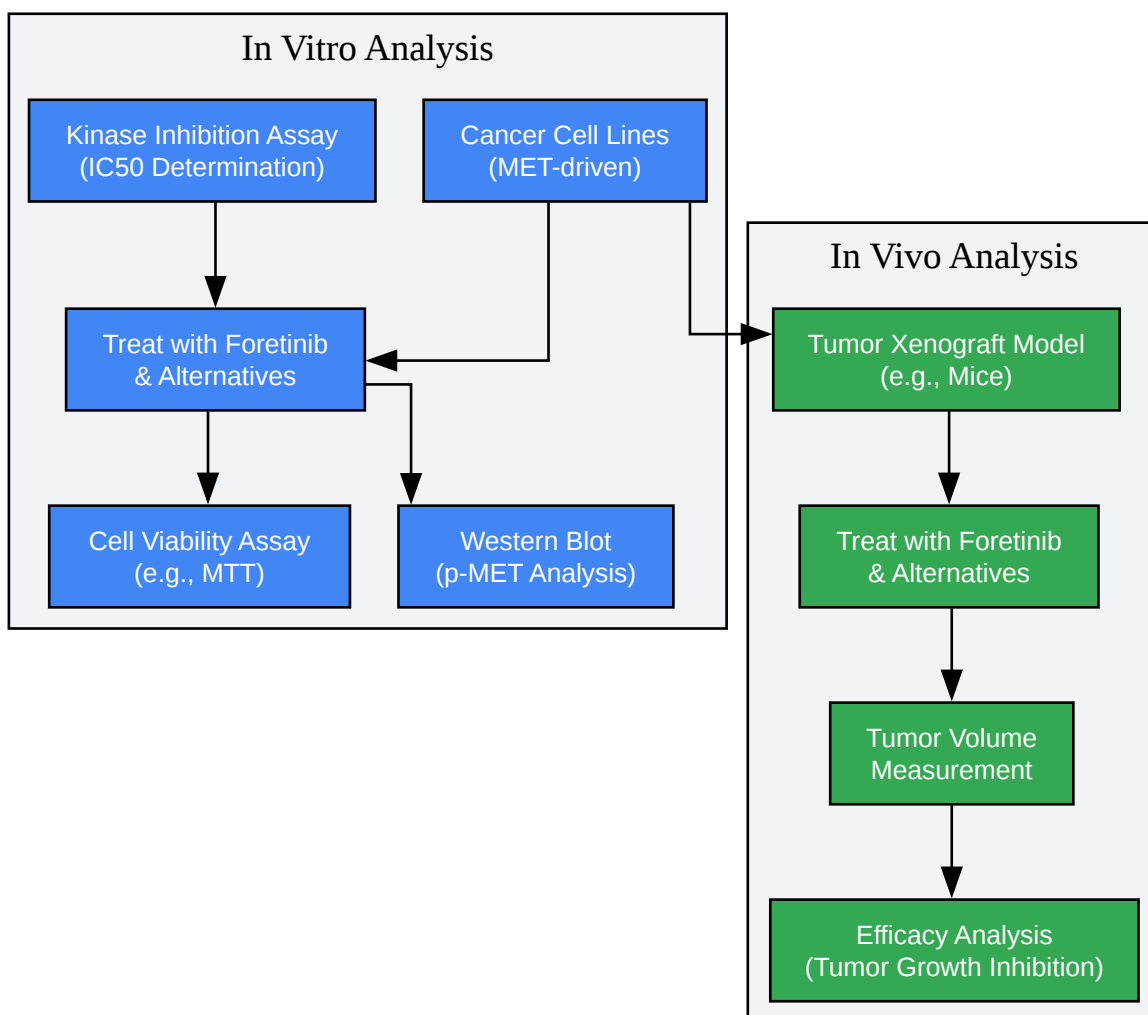 In Vitro Analysis
Kinase Inhibition Assay
(IC50 Determination)
Cancer Cell Lines
(MET-driven)
Treat with Foretinib
& Alternatives
Cell Viability Assay
(e.g., MTT)
Western Blot
(p-MET Analysis)
In Vivo Analysis
Tumor Xenograft Model
(e.g., Mice)
Treat with Foretinib
& Alternatives
Tumor Volume
Measurement
Efficacy Analysis
(Tumor Growth Inhibition)